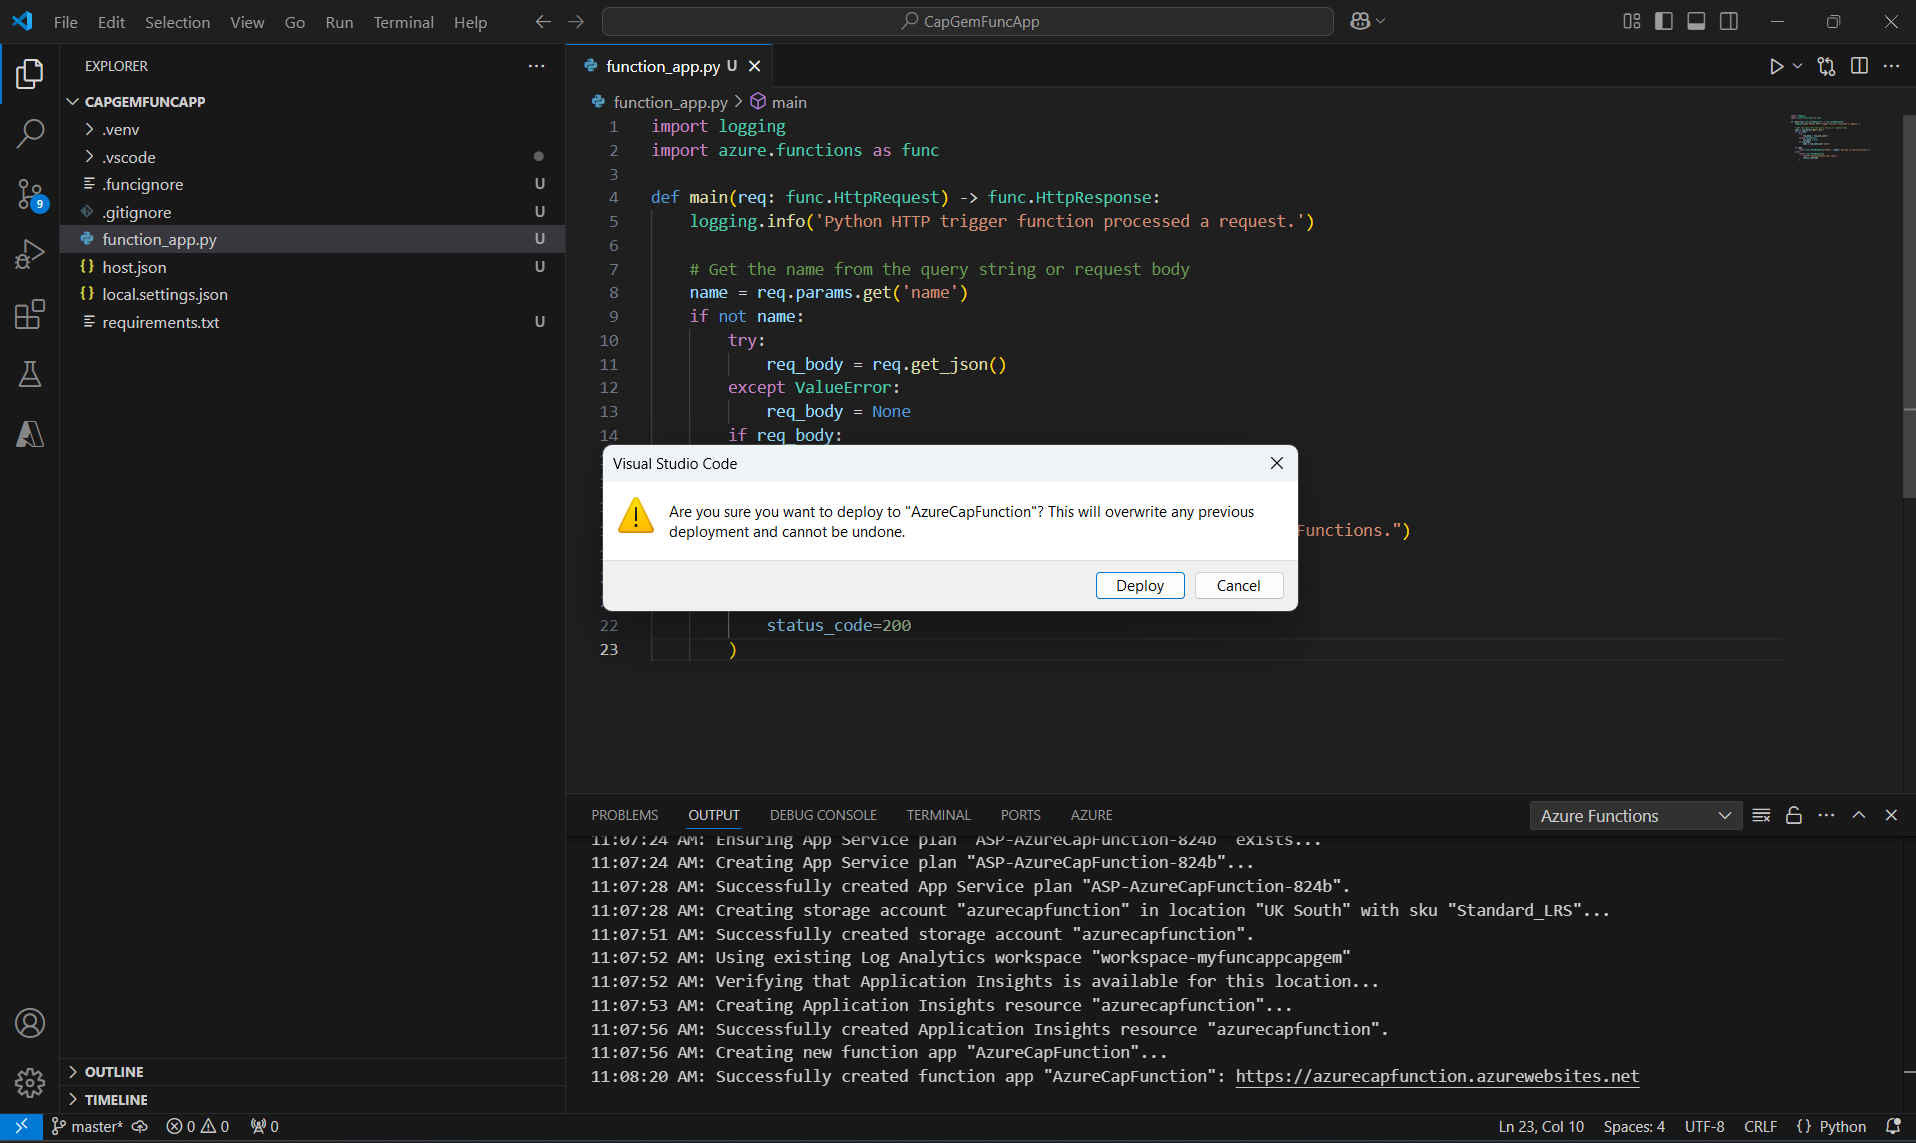 File Edit Selection View Go Run Terminal Help
CapGemFuncApp
EXPLORER
CAPGEMFUNCAPP
.venv
.vscode
.funcignore U
.gitignore U
function_app.py U
host.json U
local.settings.json
requirements.txt U
9
OUTLINE
TIMELINE
function_app.py U
function_app.py > main
1 import logging
2 import azure.functions as func
3
4 def main(req: func.HttpRequest) -> func.HttpResponse:
5 logging.info('Python HTTP trigger function processed a request.')
6
7 # Get the name from the query string or request body
8 name = req.params.get('name')
9 if not name:
10 try:
11 req_body = req.get_json()
12 except ValueError:
13 req_body = None
14 if req_body:
Functions.")
22 status_code=200
23 )
Visual Studio Code
Are you sure you want to deploy to "AzureCapFunction"? This will overwrite any previous
deployment and cannot be undone.
Deploy Cancel
PROBLEMS OUTPUT DEBUG CONSOLE TERMINAL PORTS AZURE
Azure Functions
11:07:24 AM: Ensuring App Service plan "ASP-AzureCapFunction-824b" exists...
11:07:24 AM: Creating App Service plan "ASP-AzureCapFunction-824b"...
11:07:28 AM: Successfully created App Service plan "ASP-AzureCapFunction-824b".
11:07:28 AM: Creating storage account "azurecapfunction" in location "UK South" with sku "Standard_LRS"...
11:07:51 AM: Successfully created storage account "azurecapfunction".
11:07:52 AM: Using existing Log Analytics workspace "workspace-myfuncappcapgem"
11:07:52 AM: Verifying that Application Insights is available for this location...
11:07:53 AM: Creating Application Insights resource "azurecapfunction"...
11:07:56 AM: Successfully created Application Insights resource "azurecapfunction".
11:07:56 AM: Creating new function app "AzureCapFunction"...
11:08:20 AM: Successfully created function app "AzureCapFunction": https://azurecapfunction.azurewebsites.net
master* 0 0 0
Ln 23, Col 10 Spaces: 4 UTF-8 CRLF {} Python